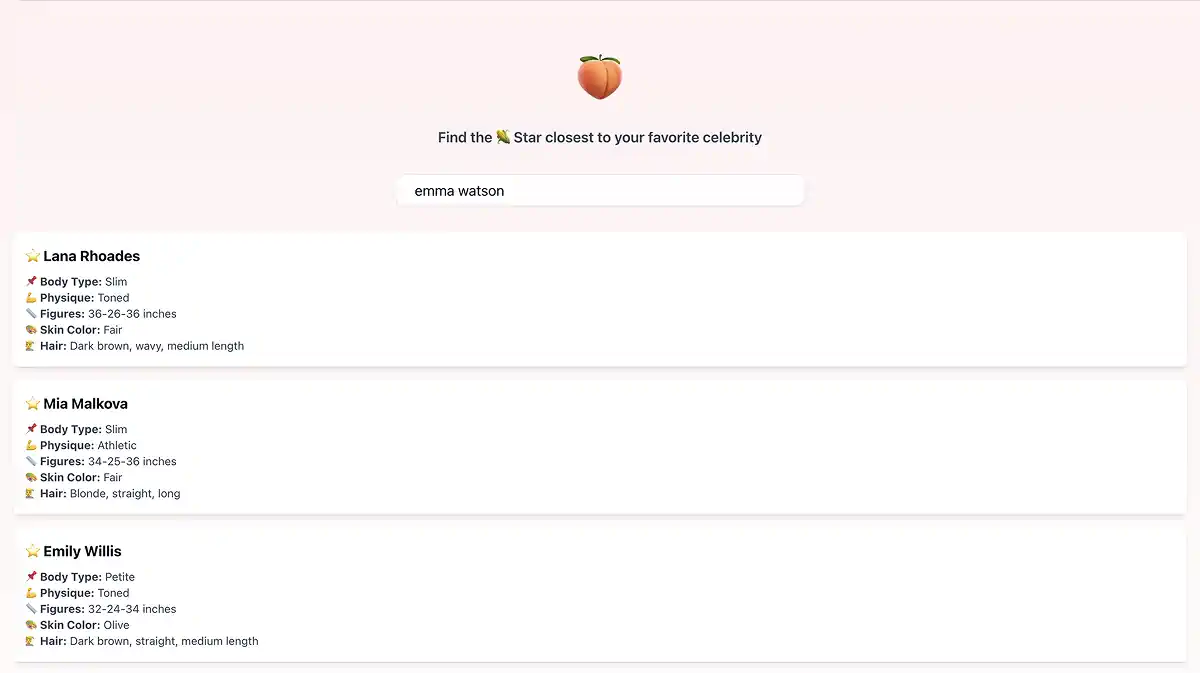 Find the 🌽 Star closest to your favorite celebrity
emma watson
⭐ Lana Rhoades
📌 Body Type: Slim
💪 Physique: Toned
📏 Figures: 36-26-36 inches
🎨 Skin Color: Fair
💇 Hair: Dark brown, wavy, medium length
⭐ Mia Malkova
📌 Body Type: Slim
💪 Physique: Athletic
📏 Figures: 34-25-36 inches
🎨 Skin Color: Fair
💇 Hair: Blonde, straight, long
⭐ Emily Willis
📌 Body Type: Petite
💪 Physique: Toned
📏 Figures: 32-24-34 inches
🎨 Skin Color: Olive
💇 Hair: Dark brown, straight, medium length